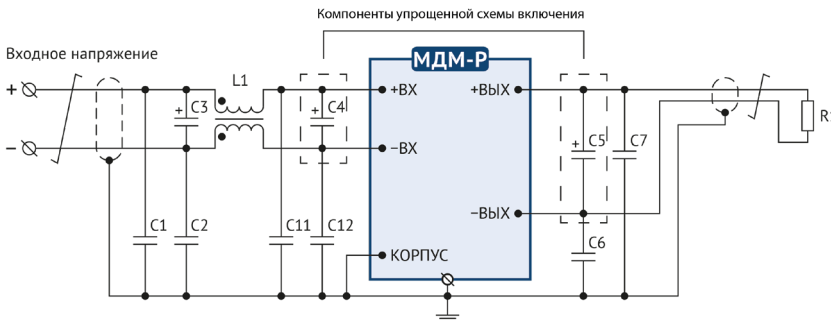 Компоненты упрощенной схемы включения
Входное напряжение
МДМ-Р
L1
+
C3
+
C4
+
+ВХ
+ВЫХ
−
−ВХ
+
C5
C7
R
−ВЫХ
C1
C2
C11
C12
C6
КОРПУС